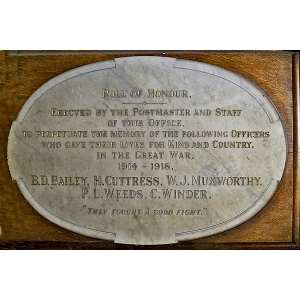 Roll of Honour.
Erected by the Postmaster and Staff
of this Office,
to perpetuate the memory of the following Officers
who gave their lives for King and Country,
in the Great War,
1914 - 1918.
B.D. Bailey, H. Cuttress, W.J. Muxworthy,
P.L. Weeds, C. Winder.
"They fought a good fight."